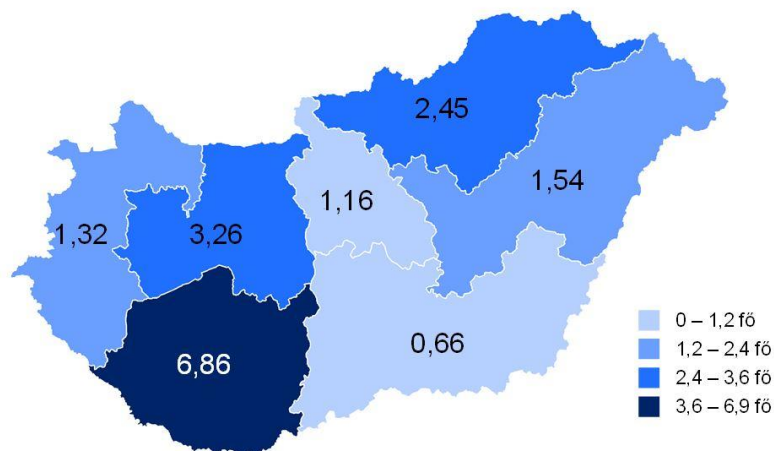 2,45
1,54
1,16
1,32
3,26
0,66
6,86
0 – 1,2 fő
1,2 – 2,4 fő
2,4 – 3,6 fő
3,6 – 6,9 fő